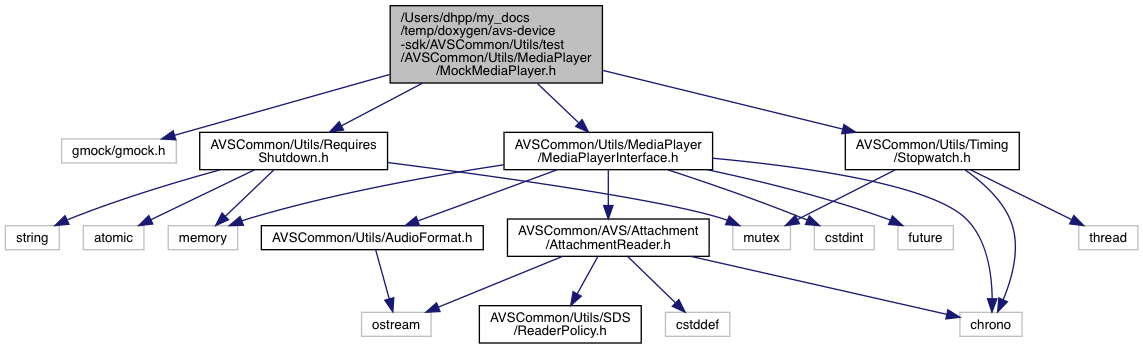 /Users/dhpp/my_docs
/temp/doxygen/avs-device
-sdk/AVSCommon/Utils/test
/AVSCommon/Utils/MediaPlayer
/MockMediaPlayer.h
gmock/gmock.h
AVSCommon/Utils/Requires
Shutdown.h
AVSCommon/Utils/MediaPlayer
/MediaPlayerInterface.h
AVSCommon/Utils/Timing
/Stopwatch.h
string
atomic
memory
AVSCommon/Utils/AudioFormat.h
AVSCommon/AVS/Attachment
/AttachmentReader.h
mutex
cstdint
future
thread
ostream
AVSCommon/Utils/SDS
/ReaderPolicy.h
cstddef
chrono